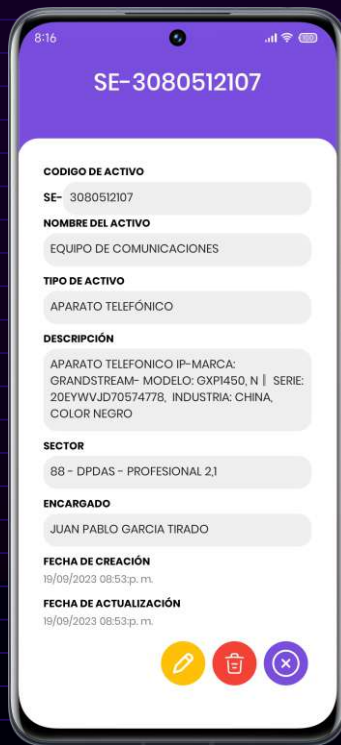 8:16
SE-3080512107
CODIGO DE ACTIVO
SE- 3080512107
NOMBRE DEL ACTIVO
EQUIPO DE COMUNICACIONES
TIPO DE ACTIVO
APARATO TELEFÓNICO
DESCRIPCIÓN
APARATO TELEFONICO IP-MARCA:
GRANDSTREAM- MODELO: GXP1450, N || SERIE:
20EYWVJD70574778, INDUSTRIA: CHINA,
COLOR NEGRO
SECTOR
88 - DPDAS - PROFESIONAL 2,1
ENCARGADO
JUAN PABLO GARCIA TIRADO
FECHA DE CREACIÓN
19/09/2023 08:53:p. m.
FECHA DE ACTUALIZACIÓN
19/09/2023 08:53:p. m.